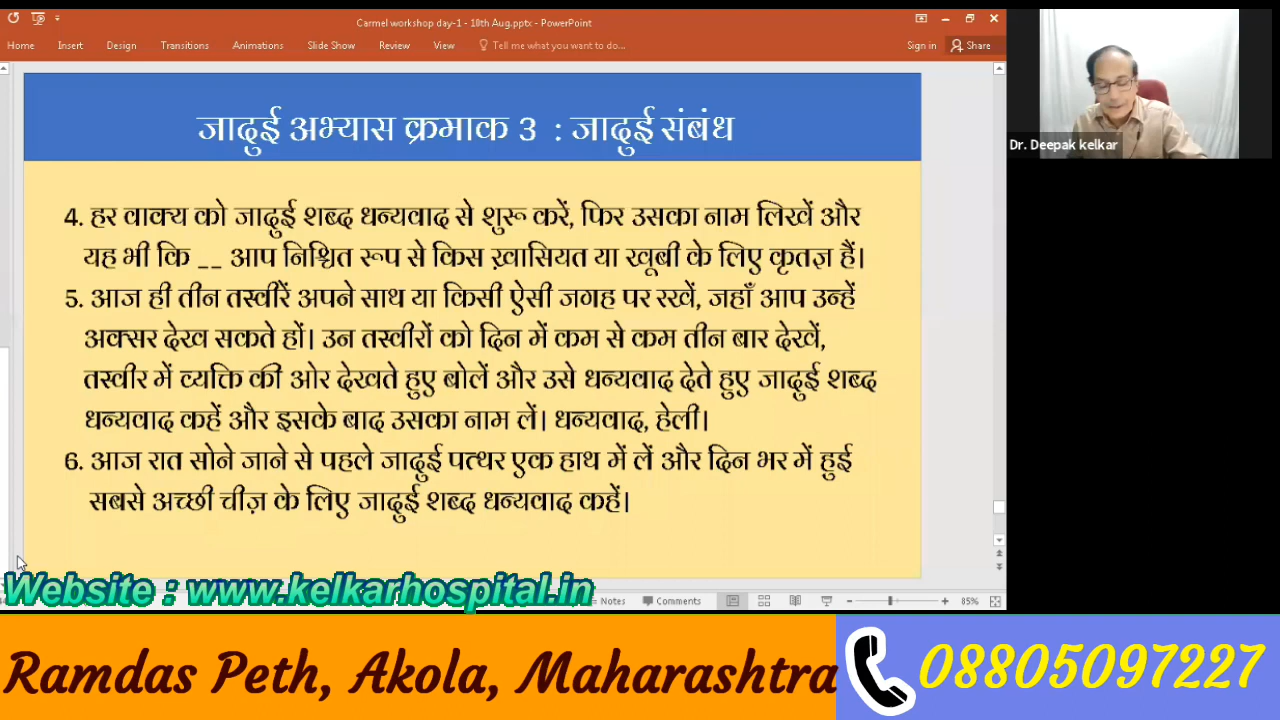 Carmel workshop day-1 - 10th Aug.pptx - PowerPoint
Home Insert Design Transitions Animations Slide Show Review View Tell me what you want to do... Sign in Share
जादुई अभ्यास क्रमाक 3 : जादुई संबंध
4. हर वाक्य को जादुई शब्द धन्यवाद से शुरू करें, फिर उसका नाम लिखें और
यह भी कि __ आप निश्चित रूप से किस ख़ासियत या खूबी के लिए कृतज्ञ हैं।
5. आज ही तीन तस्वीरें अपने साथ या किसी ऐसी जगह पर रखें, जहाँ आप उन्हें
अक्सर देख सकते हों। उन तस्वीरों को दिन में कम से कम तीन बार देखें,
तस्वीर में व्यक्ति की ओर देखते हुए बोलें और उसे धन्यवाद देते हुए जादुई शब्द
धन्यवाद कहें और इसके बाद उसका नाम लें। धन्यवाद, हेली।
6. आज रात सोने जाने से पहले जादुई पत्थर एक हाथ में लें और दिन भर में हुई
सबसे अच्छी चीज़ के लिए जादुई शब्द धन्यवाद कहें।
Dr. Deepak kelkar
Website : www.kelkarhospital.in
Notes Comments 85%
Ramdas Peth, Akola, Maharashtra
08805097227